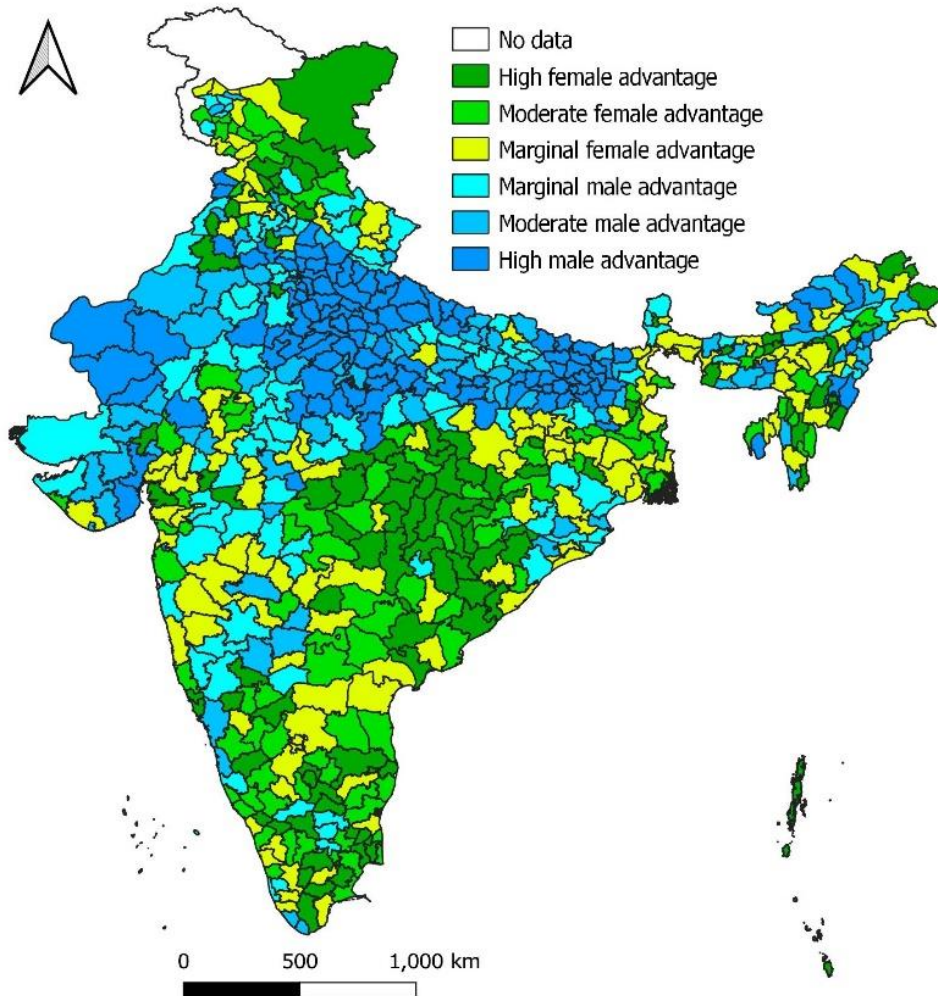 No data
High female advantage
Moderate female advantage
Marginal female advantage
Marginal male advantage
Moderate male advantage
High male advantage
0 500 1,000 km